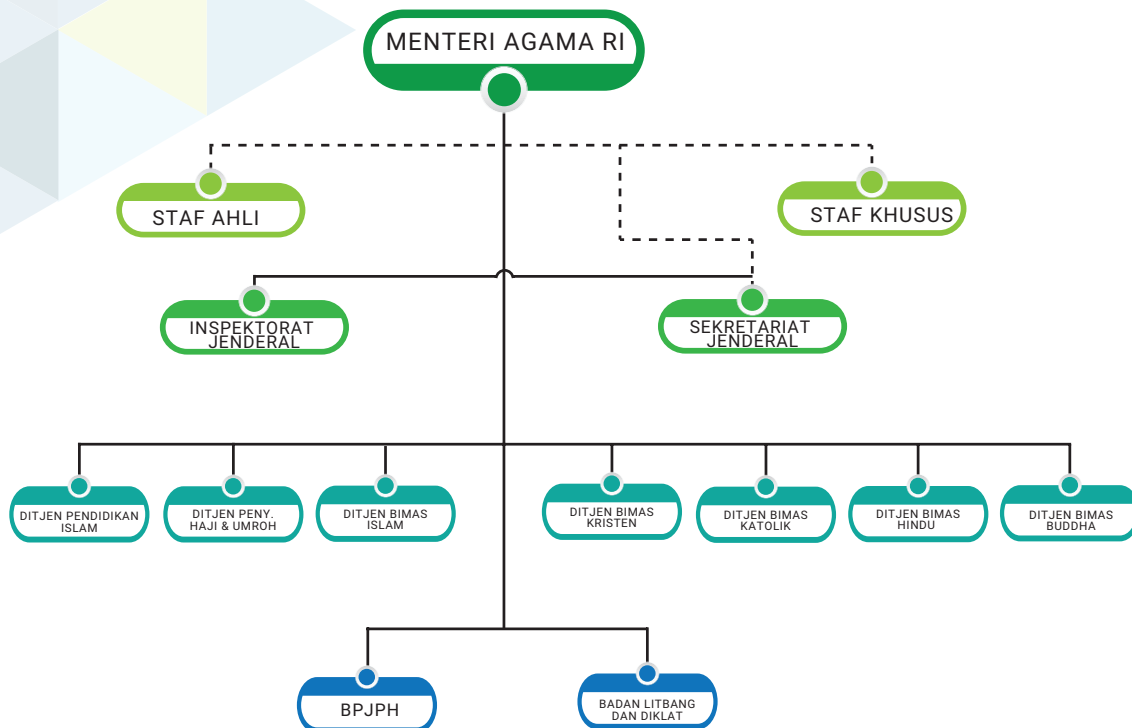 MENTERI AGAMA RI
STAF AHLI
STAF KHUSUS
INSPEKTORAT
JENDERAL
SEKRETARIAT
JENDERAL
DITJEN PENDIDIKAN
ISLAM
DITJEN PENY.
HAJI & UMROH
DITJEN BIMAS
ISLAM
DITJEN BIMAS
KRISTEN
DITJEN BIMAS
KATOLIK
DITJEN BIMAS
HINDU
DITJEN BIMAS
BUDDHA
BPJPH
BADAN LITBANG
DAN DIKLAT